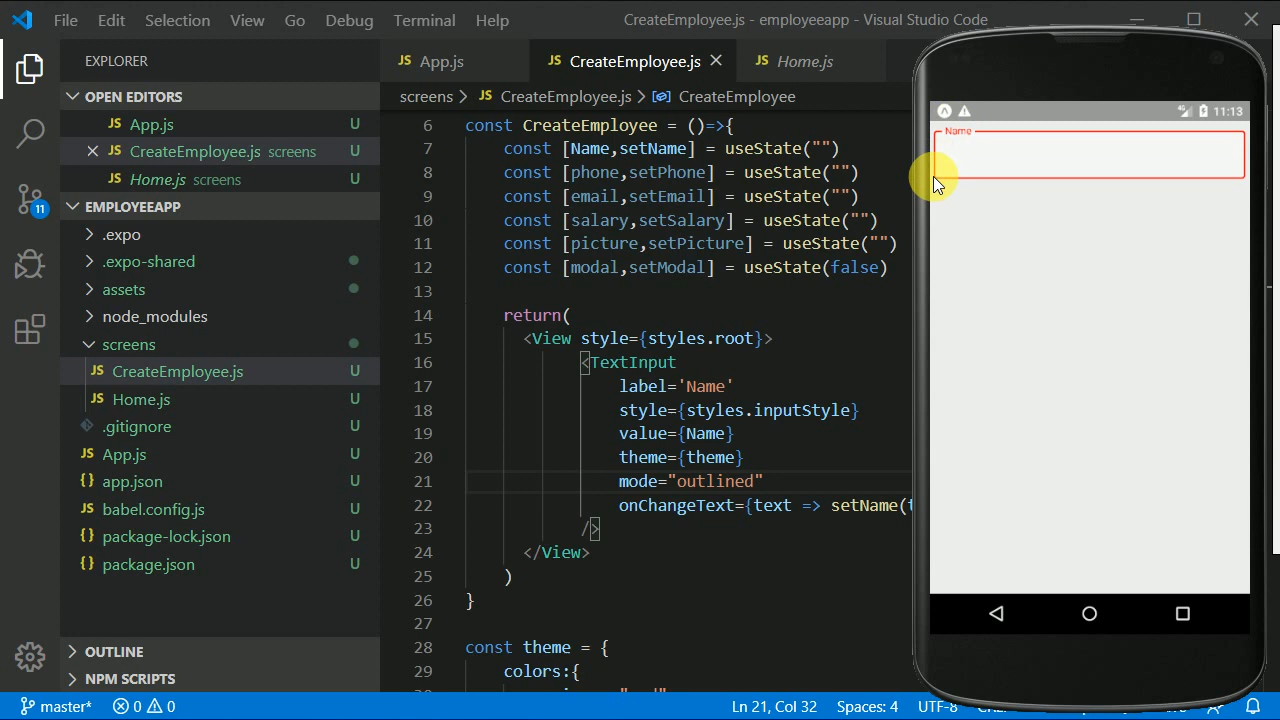 File Edit Selection View Go Debug Terminal Help CreateEmployee.js - employeeapp - Visual Studio Code
EXPLORER
OPEN EDITORS
JS App.js U
JS CreateEmployee.js screens U
JS Home.js screens U
EMPLOYEEAPP
.expo
.expo-shared
assets
node_modules
screens
JS CreateEmployee.js U
JS Home.js U
.gitignore U
JS App.js U
{} app.json U
JS babel.config.js U
{} package-lock.json U
{} package.json U
OUTLINE
NPM SCRIPTS
11
JS App.js JS CreateEmployee.js JS Home.js
screens > JS CreateEmployee.js > CreateEmployee
6 const CreateEmployee = ()=>{
7 const [Name,setName] = useState("")
8 const [phone,setPhone] = useState("")
9 const [email,setEmail] = useState("")
10 const [salary,setSalary] = useState("")
11 const [picture,setPicture] = useState("")
12 const [modal,setModal] = useState(false)
13
14 return(
15 <View style={styles.root}>
16 <TextInput
17 label='Name'
18 style={styles.inputStyle}
19 value={Name}
20 theme={theme}
21 mode="outlined"
22 onChangeText={text => setName(
23 />
24 </View>
25 )
26 }
28 const theme = {
29 colors:{
4G 11:13
Name
master* 0 0 Ln 21, Col 32 Spaces: 4 UTF-8